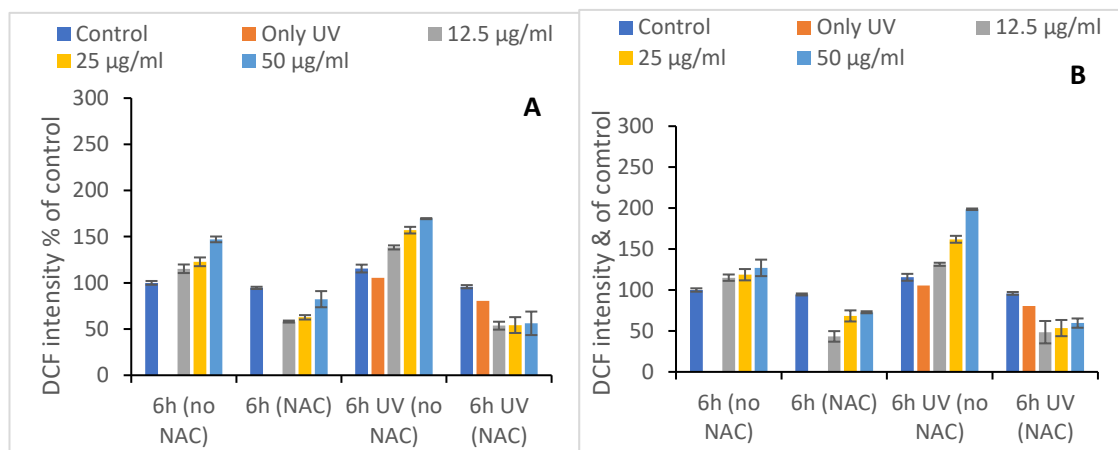 Control
Only UV
12.5 µg/ml
25 µg/ml
50 µg/ml
A
300
250
200
150
100
50
0
DCF intensity % of control
6h (no NAC)
6h (NAC)
6h UV (no NAC)
6h UV (NAC)
Control
Only UV
12.5 µg/ml
25 µg/ml
50 µg/ml
B
300
250
200
150
100
50
0
DCF intensity & of comtrol
6h (no NAC)
6h (NAC)
6h UV (no NAC)
6h UV (NAC)